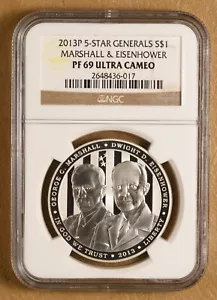 2013P 5-STAR GENERALS S$1
MARSHALL & EISENHOWER
PF 69 ULTRA CAMEO
2648436-017
NGC
GEORGE C. MARSHALL • DWIGHT D. EISENHOWER
IN GOD WE TRUST • 2013 • LIBERTY